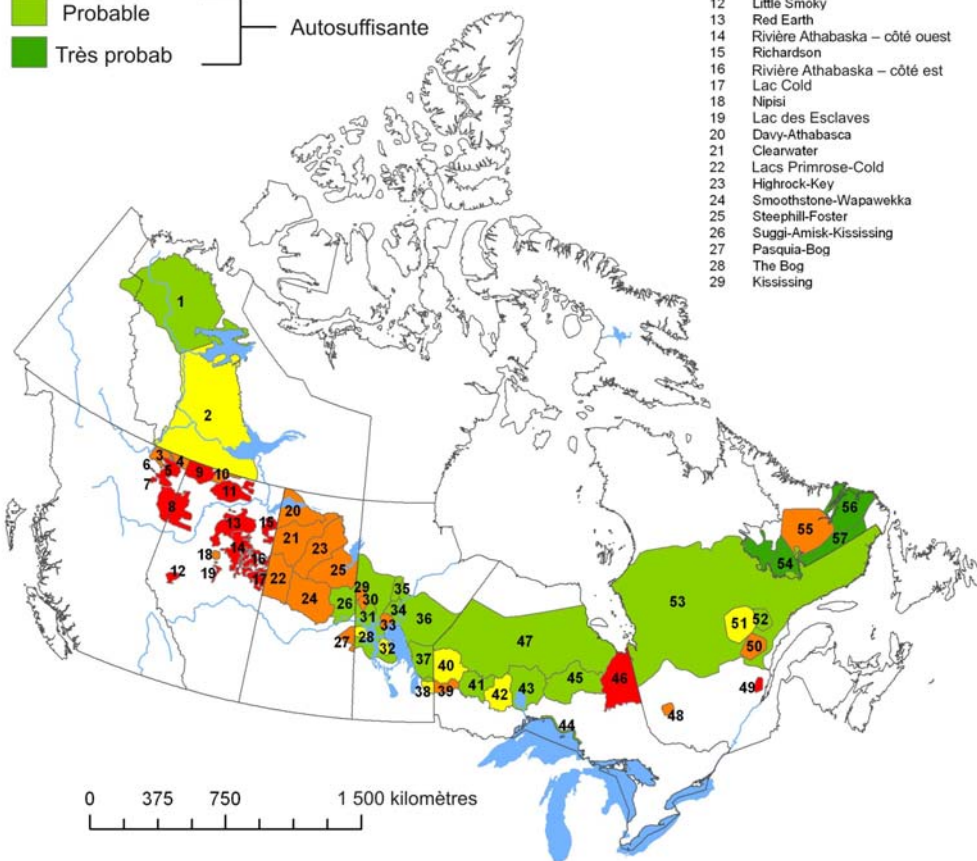 Probable
Très probab
Autosuffisante
12 Little Smoky
13 Red Earth
14 Rivière Athabaska – côté ouest
15 Richardson
16 Rivière Athabaska – côté est
17 Lac Cold
18 Nipisi
19 Lac des Esclaves
20 Davy-Athabasca
21 Clearwater
22 Lacs Primrose-Cold
23 Highrock-Key
24 Smoothstone-Wapawekka
25 Steephill-Foster
26 Suggi-Amisk-Kississing
27 Pasquia-Bog
28 The Bog
29 Kississing
1
2
3
4
5
6
7
8
9
10
11
12
13
14
15
16
17
18
19
20
21
22
23
24
25
26
27
28
29
30
31
32
33
34
35
36
37
38
39
40
41
42
43
44
45
46
47
48
49
50
51
52
53
54
55
56
57
0 375 750 1 500 kilomètres